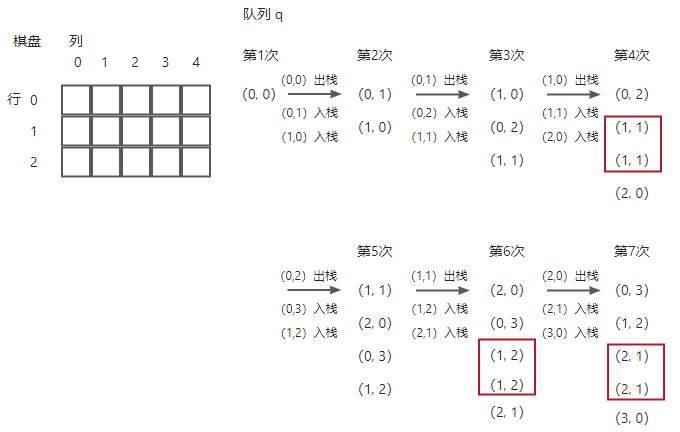 队列 q
棋盘 列
0 1 2 3 4
行 0
1
2
第1次 第2次 第3次 第4次
(0, 0) (0,0) 出栈 (0, 1) (0,1) 出栈 (1, 0) (1,0) 出栈 (0, 2)
(0,1) 入栈 (1, 0) (0,2) 入栈 (0, 2) (1,1) 入栈 (1, 1)
(1,0) 入栈 (1,1) 入栈 (1, 1) (2,0) 入栈 (1, 1)
(2, 0)
第5次 第6次 第7次
(0,2) 出栈 (1, 1) (1,1) 出栈 (2, 0) (2,0) 出栈 (0, 3)
(0,3) 入栈 (2, 0) (1,2) 入栈 (0, 3) (2,1) 入栈 (1, 2)
(1,2) 入栈 (0, 3) (2,1) 入栈 (1, 2) (3,0) 入栈 (2, 1)
(1, 2) (1, 2) (2, 1)
(2, 1) (3, 0)